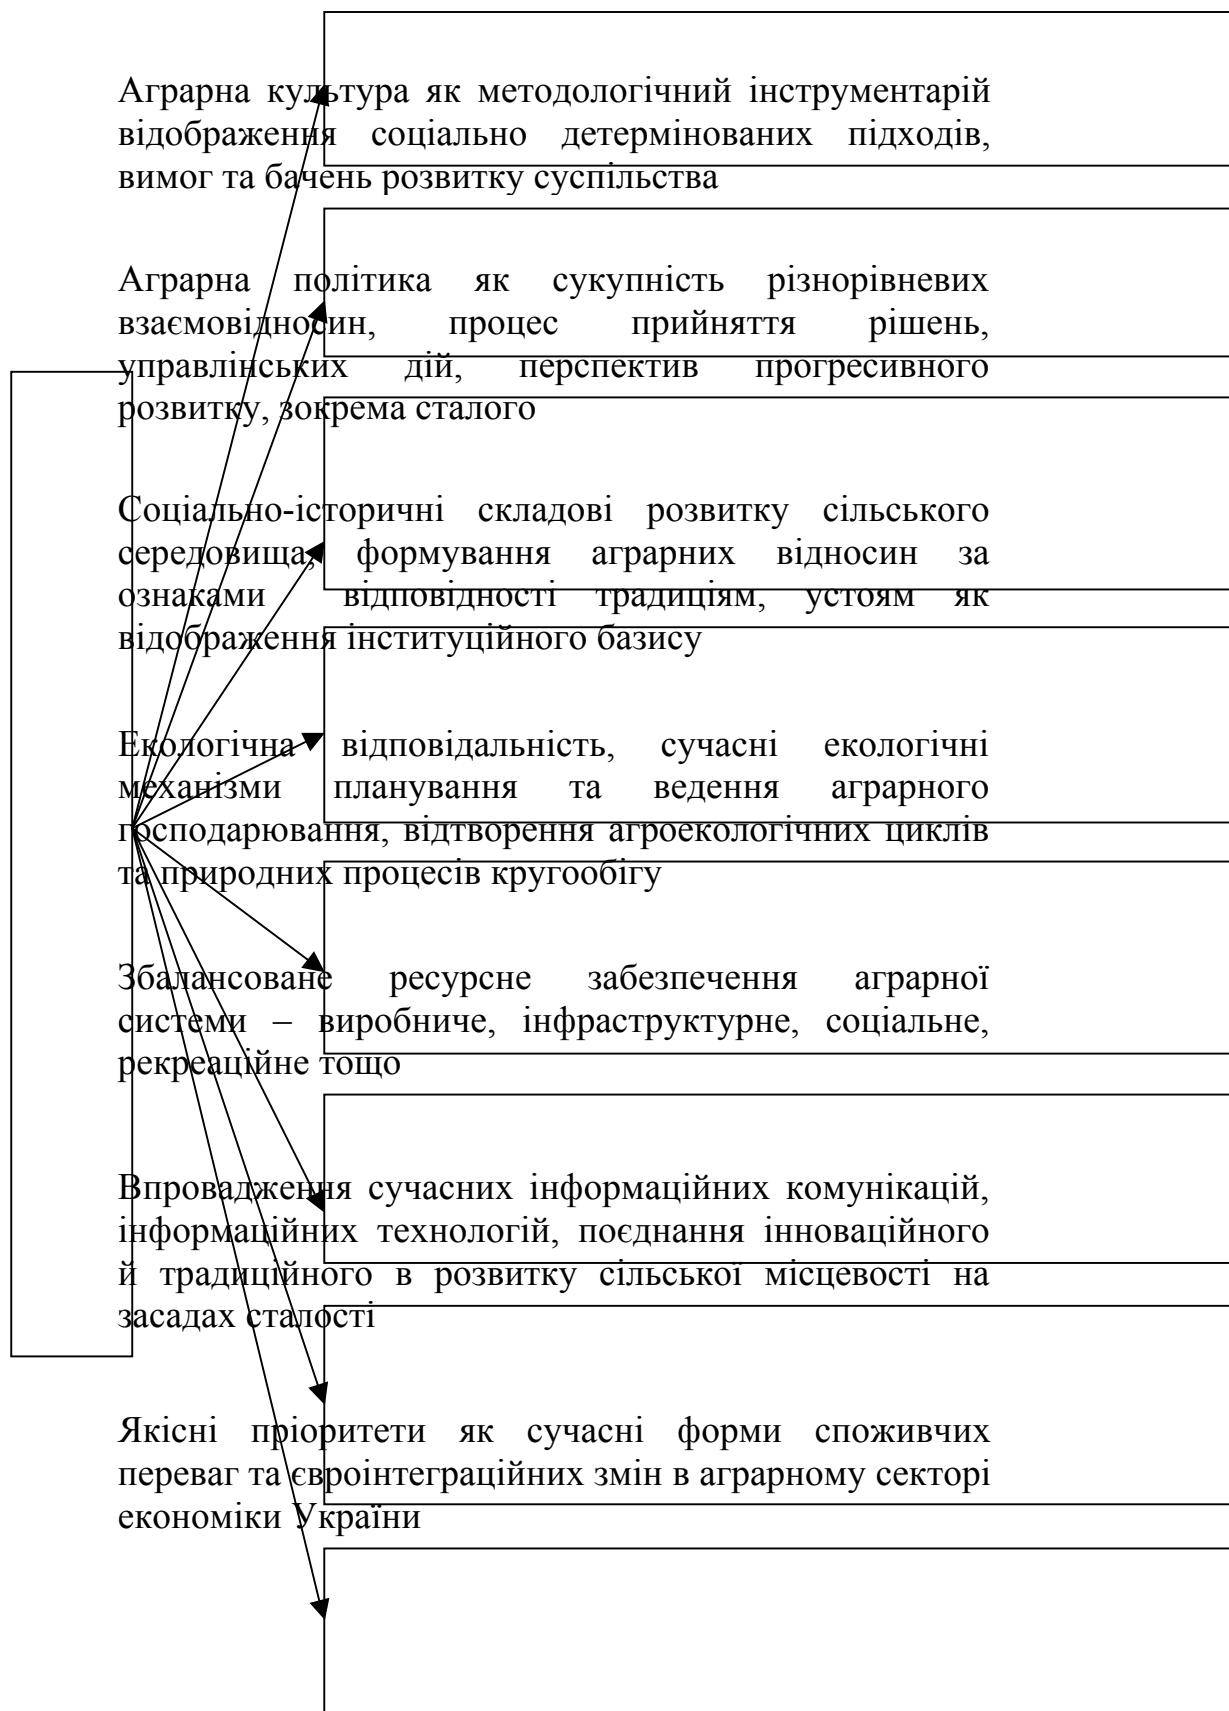 Аграрна культура як методологічний інструментарій
відображення соціально детермінованих підходів,
вимог та бачень розвитку суспільства
Аграрна політика як сукупність різнорівневих
взаємовідносин, процес прийняття рішень,
управлінських дій, перспектив прогресивного
розвитку, зокрема сталого
Соціально-історичні складові розвитку сільського
середовища, формування аграрних відносин за
ознаками відповідності традиціям, устоям як
відображення інституційного базису
Екологічна відповідальність, сучасні екологічні
механізми планування та ведення аграрного
господарювання, відтворення агроекологічних циклів
та природних процесів кругообігу
Збалансоване ресурсне забезпечення аграрної
системи – виробниче, інфраструктурне, соціальне,
рекреаційне тощо
Впровадження сучасних інформаційних комунікацій,
інформаційних технологій, поєднання інноваційного
й традиційного в розвитку сільської місцевості на
засадах сталості
Якісні пріоритети як сучасні форми споживчих
переваг та євроінтеграційних змін в аграрному секторі
економіки України